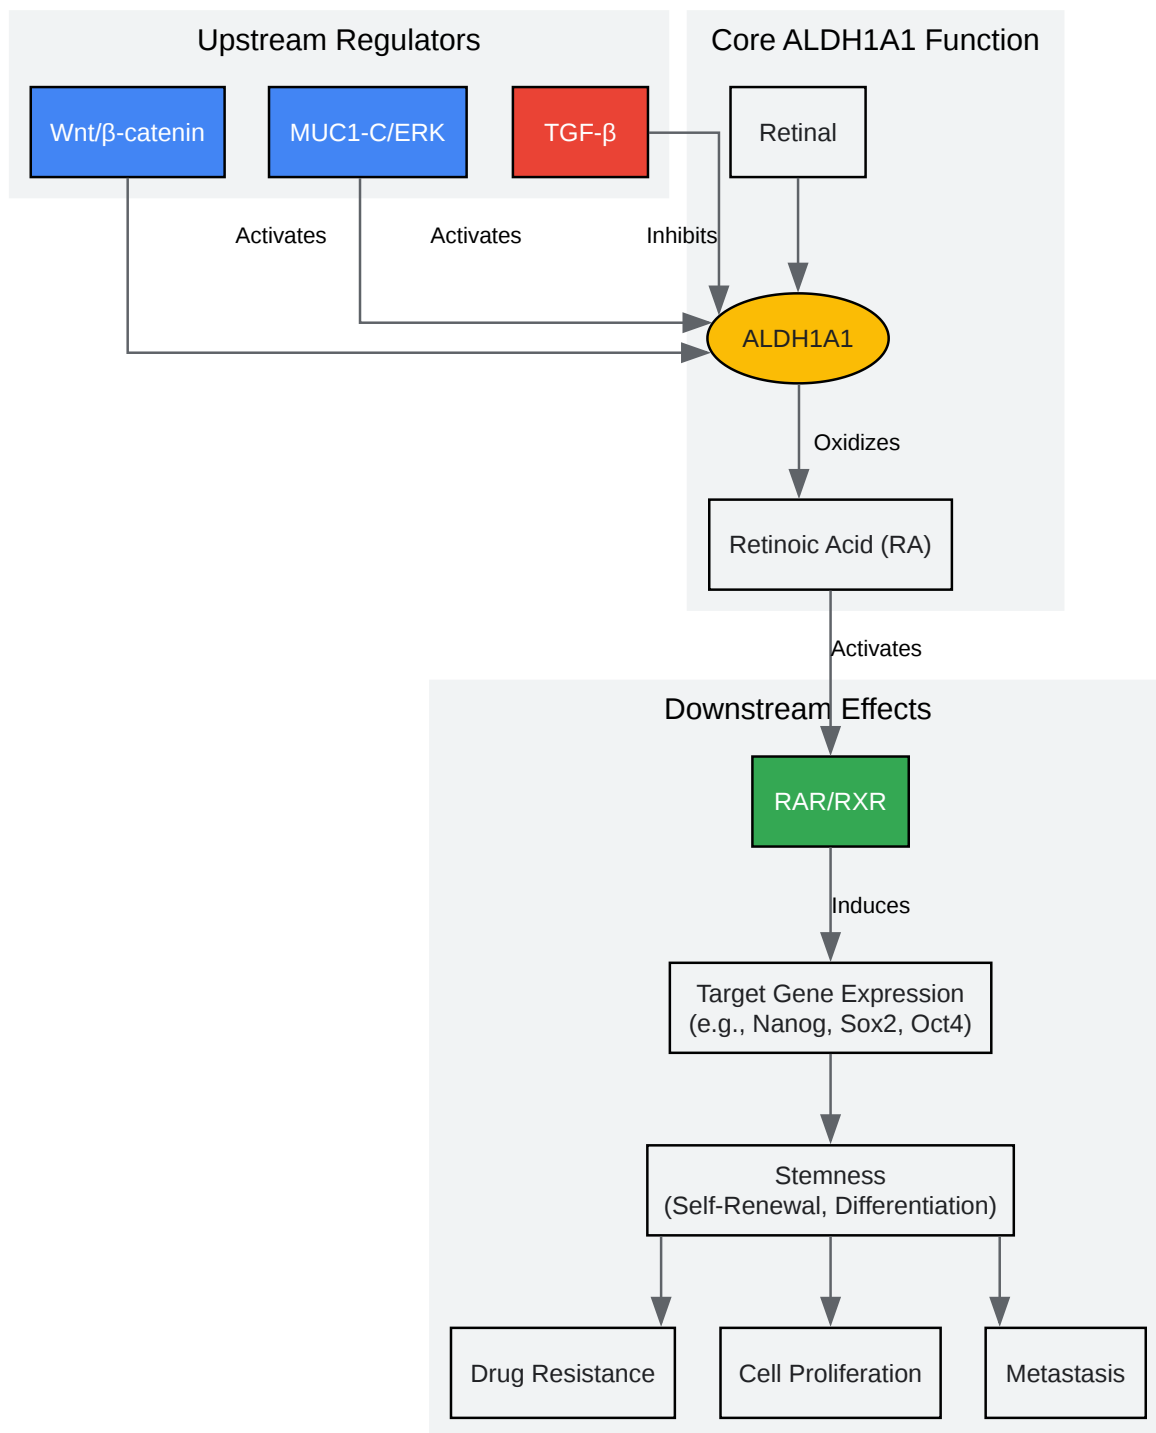 Upstream Regulators
Core ALDH1A1 Function
Wnt/β-catenin
MUC1-C/ERK
TGF-β
Retinal
Activates
Activates
Inhibits
ALDH1A1
Oxidizes
Retinoic Acid (RA)
Activates
Downstream Effects
RAR/RXR
Induces
Target Gene Expression
(e.g., Nanog, Sox2, Oct4)
Stemness
(Self-Renewal, Differentiation)
Drug Resistance
Cell Proliferation
Metastasis